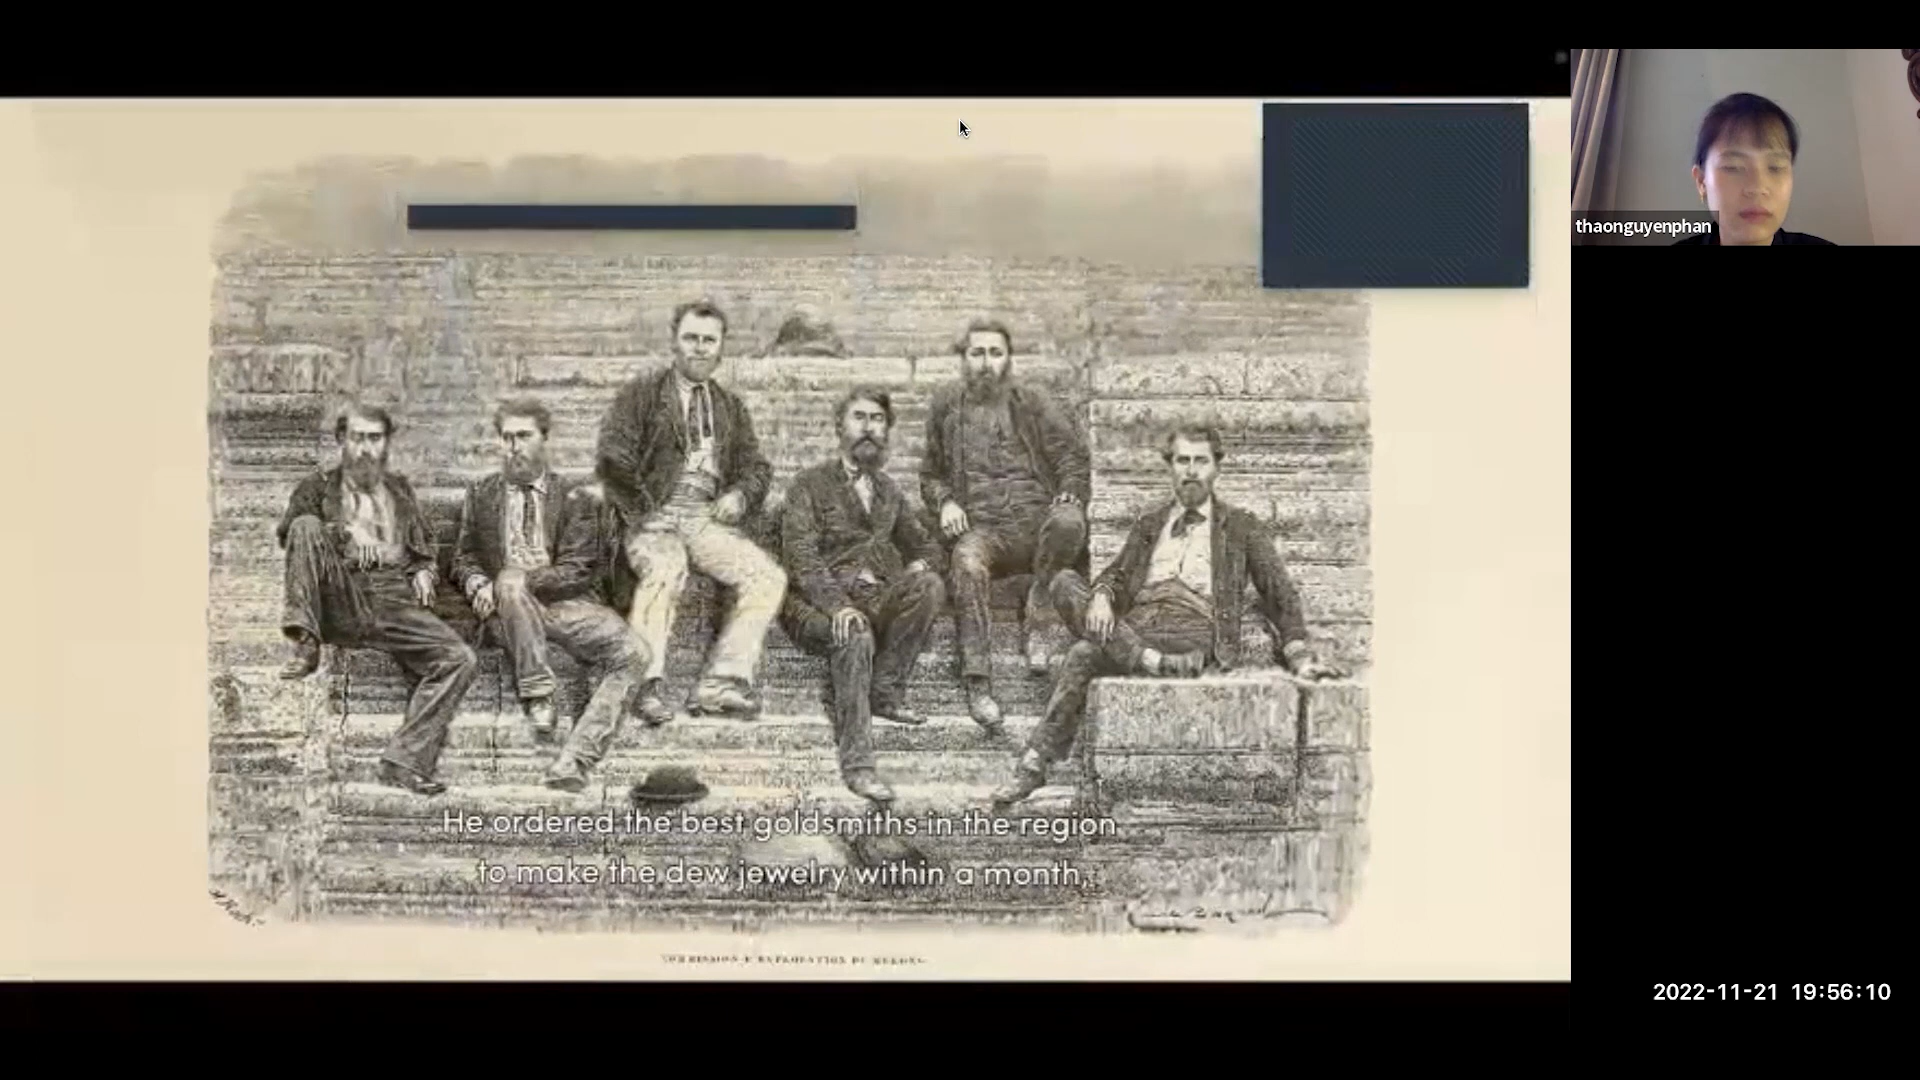 thaonguyenphan
He ordered the best goldsmiths in the region
to make the dew jewelry within a month,
2022-11-21 19:56:10